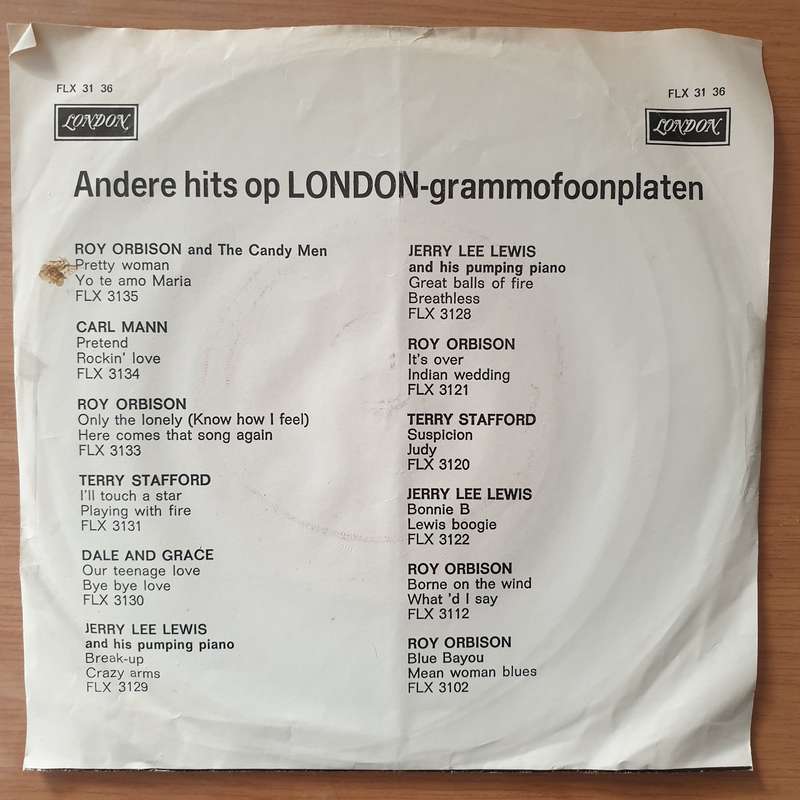 FLX 31 36
LONDON
FLX 31 36
LONDON
Andere hits op LONDON-grammofoonplaten
ROY ORBISON and The Candy Men
Pretty woman
Yo te amo Maria
FLX 3135
CARL MANN
Pretend
Rockin' love
FLX 3134
ROY ORBISON
Only the lonely (Know how I feel)
Here comes that song again
FLX 3133
TERRY STAFFORD
I'll touch a star
Playing with fire
FLX 3131
DALE AND GRACE
Our teenage love
Bye bye love
FLX 3130
JERRY LEE LEWIS
and his pumping piano
Break-up
Crazy arms
FLX 3129
JERRY LEE LEWIS
and his pumping piano
Great balls of fire
Breathless
FLX 3128
ROY ORBISON
It's over
Indian wedding
FLX 3121
TERRY STAFFORD
Suspicion
Judy
FLX 3120
JERRY LEE LEWIS
Bonnie B
Lewis boogie
FLX 3122
ROY ORBISON
Borne on the wind
What 'd I say
FLX 3112
ROY ORBISON
Blue Bayou
Mean woman blues
FLX 3102